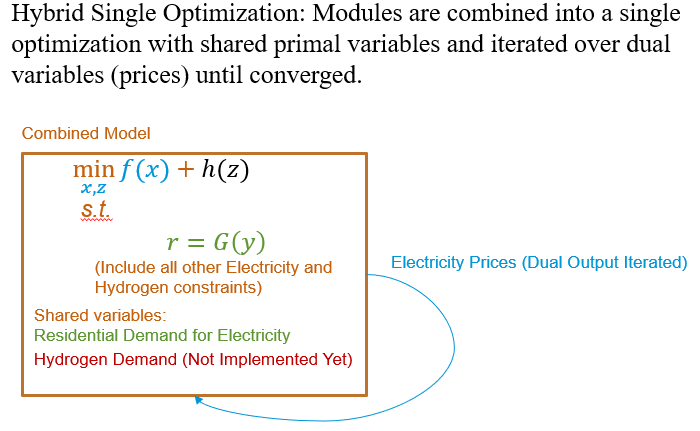 Hybrid Single Optimization: Modules are combined into a single
optimization with shared primal variables and iterated over dual
variables (prices) until converged.
Combined Model
min f(x) + h(z)
x,z
s.t.
r = G(y)
(Include all other Electricity and
Hydrogen constraints)
Electricity Prices (Dual Output Iterated)
Shared variables:
Residential Demand for Electricity
Hydrogen Demand (Not Implemented Yet)